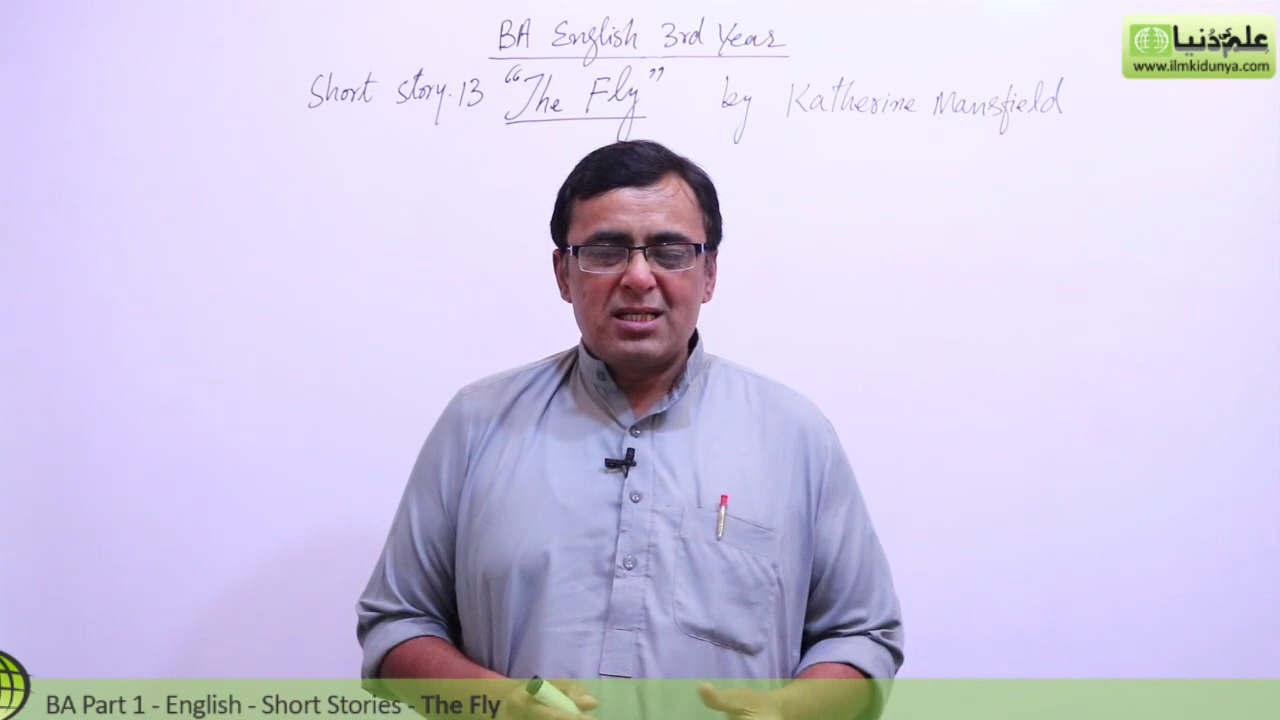 BA English 3rd Year
Short story.13 "The Fly" by Katherine Mansfield
علم کی دُنیا
www.ilmkidunya.com
BA Part 1 - English - Short Stories - The Fly